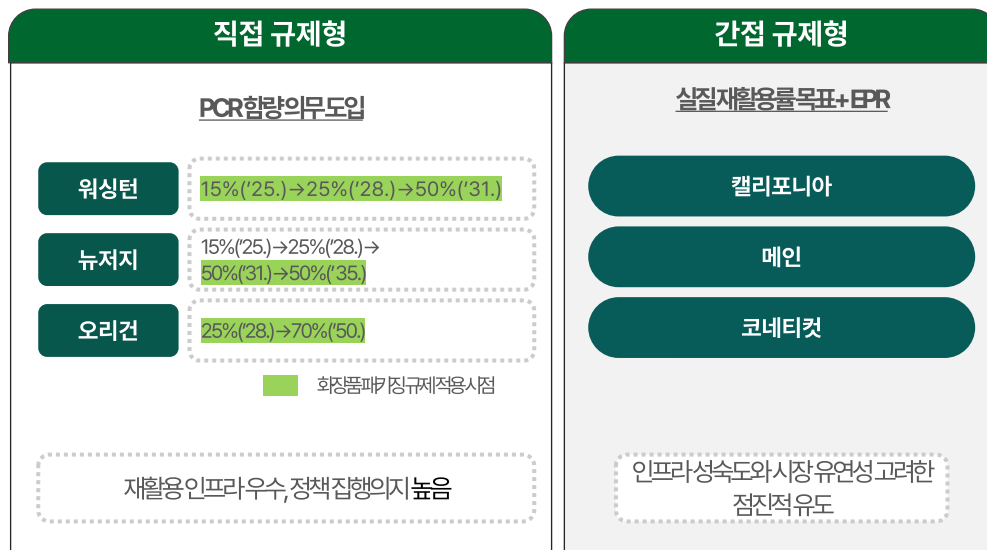 직접 규제형
PCR 함량 의무 도입
워싱턴
15%('25.)→25%('28.)→50%('31.)
뉴저지
15%('25.)→25%('28.)→
50%('31.)→50%('35.)
오리건
25%('28.)→70%('50.)
화장품 패키징 규제 적용 시점
재활용 인프라 우수, 정책 집행 의지 높음
간접 규제형
실질 재활용률 목표 + EPR
캘리포니아
메인
코네티컷
인프라 성숙도와 시장 유연성 고려한
점진적 유도